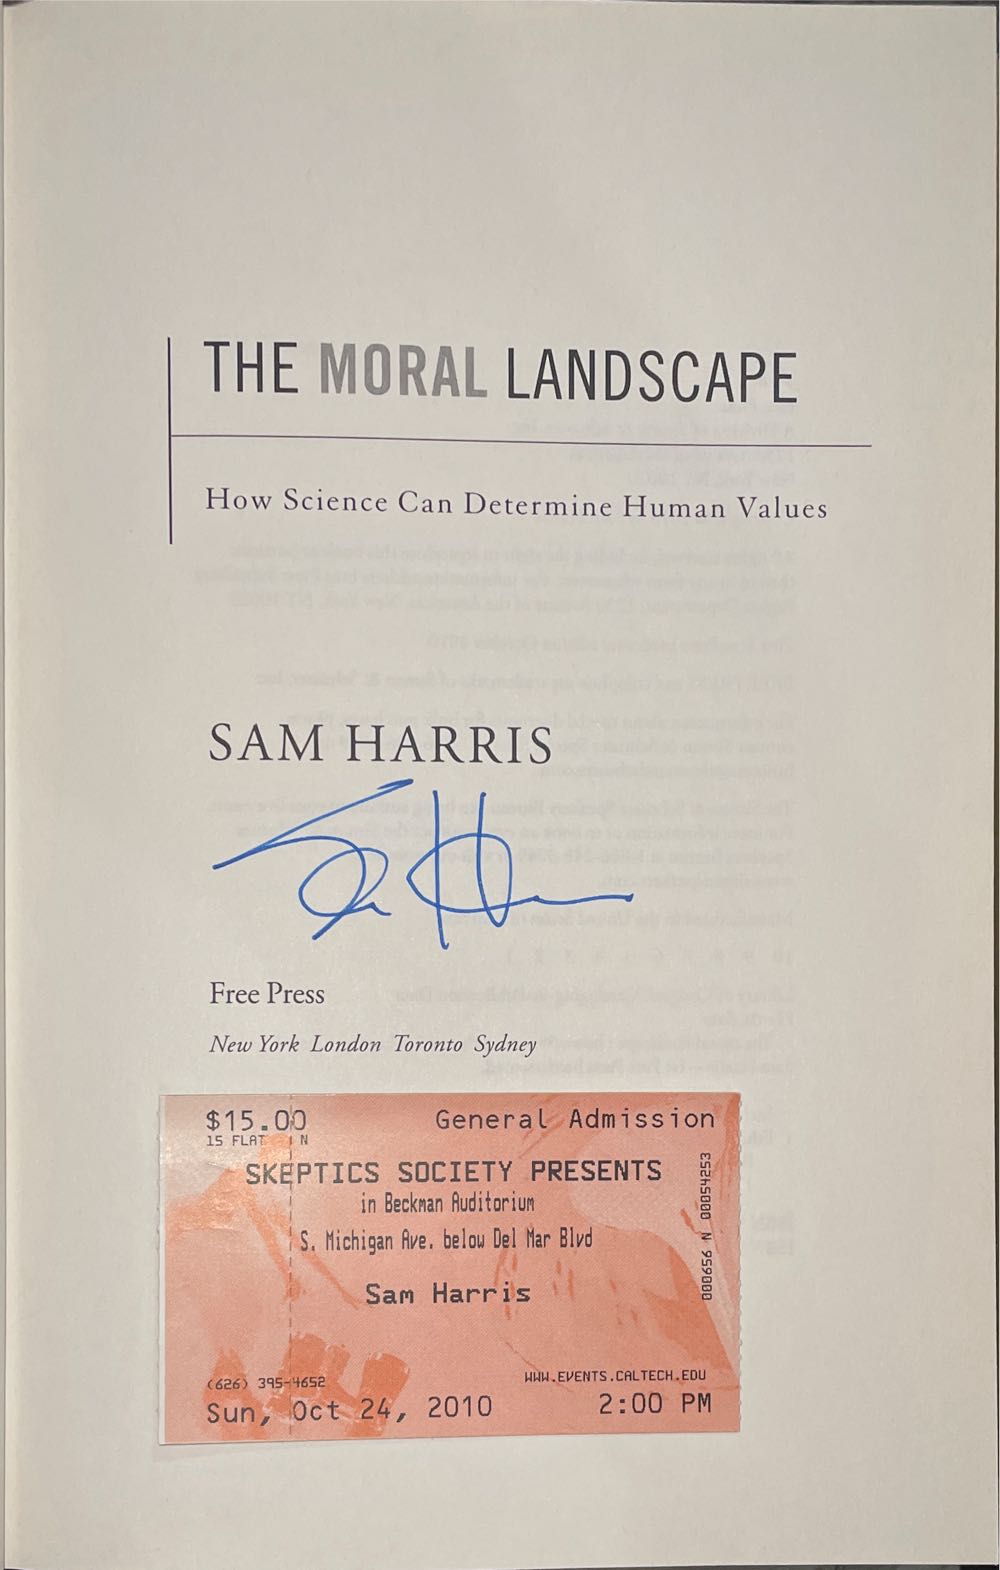 THE MORAL LANDSCAPE
How Science Can Determine Human Values
SAM HARRIS
Free Press
New York London Toronto Sydney
$15.00 General Admission
15 FLAT N
SKEPTICS SOCIETY PRESENTS
in Beckman Auditorium
S. Michigan Ave. below Del Mar Blvd
Sam Harris
000656 N 00054253
(626) 395-4652 WWW.EVENTS.CALTECH.EDU
Sun, Oct 24, 2010 2:00 PM